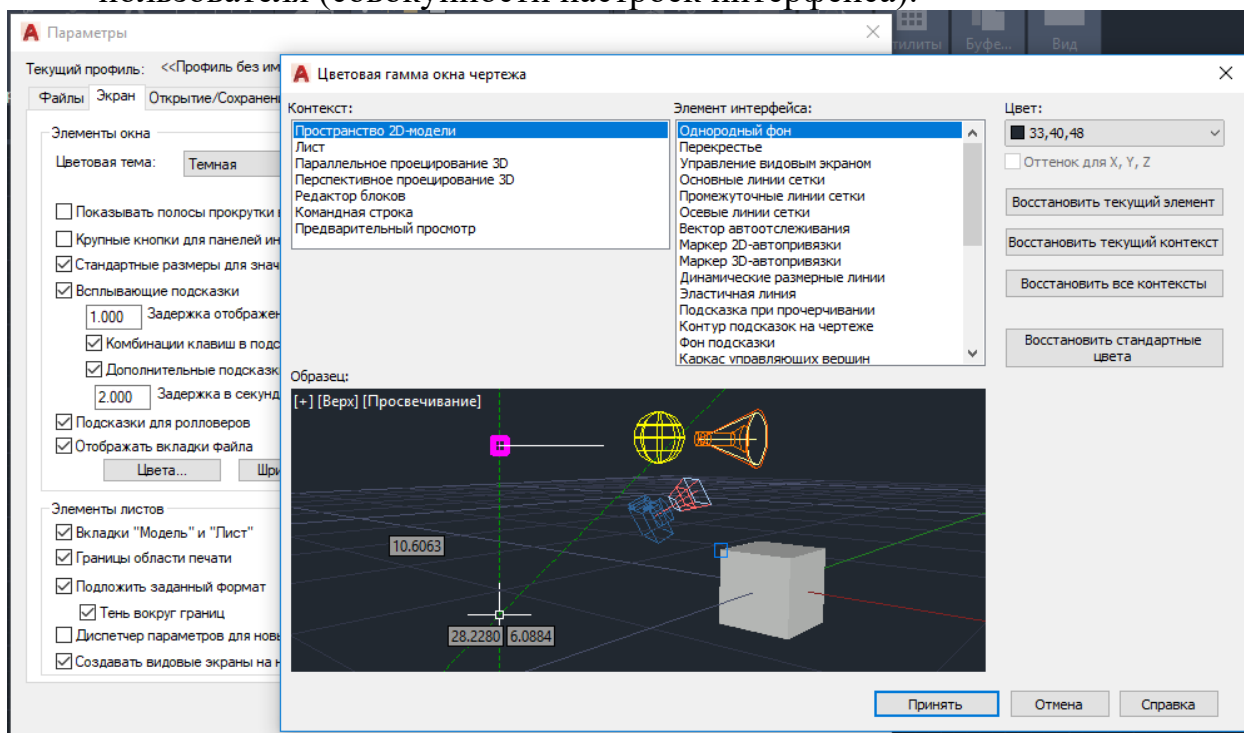 пользователя (совокупности настроек интерфейса).
Параметры
Утилиты Буфе... Вид
Текущий профиль: <<Профиль без им
Файлы Экран Открытие/Сохранен
Элементы окна
Цветовая тема: Темная
Показывать полосы прокрутки
Крупные кнопки для панелей ин
Стандартные размеры для знач
Всплывающие подсказки
1.000 Задержка отображен
Комбинации клавиш в подс
Дополнительные подсказк
2.000 Задержка в секунд
Подсказки для ролловеров
Отображать вкладки файла
Цвета... Шри
Элементы листов
Вкладки "Модель" и "Лист"
Границы области печати
Подложить заданный формат
Тень вокруг границ
Диспетчер параметров для новы
Создавать видовые экраны на н
Цветовая гамма окна чертежа
Контекст:
Пространство 2D-модели
Лист
Параллельное проецирование 3D
Перспективное проецирование 3D
Редактор блоков
Командная строка
Предварительный просмотр
Элемент интерфейса:
Однородный фон
Перекрестье
Управление видовым экраном
Основные линии сетки
Промежуточные линии сетки
Осевые линии сетки
Вектор автоотслеживания
Маркер 2D-автопривязки
Маркер 3D-автопривязки
Динамические размерные линии
Эластичная линия
Подсказка при прочерчивании
Контур подсказок на чертеже
Фон подсказки
Каркас управляющих вершин
Цвет:
33,40,48
Оттенок для X, Y, Z
Восстановить текущий элемент
Восстановить текущий контекст
Восстановить все контексты
Восстановить стандартные
цвета
Образец:
[+] [Верх] [Просвечивание]
10.6063
28.2280 6.0884
Принять Отмена Справка